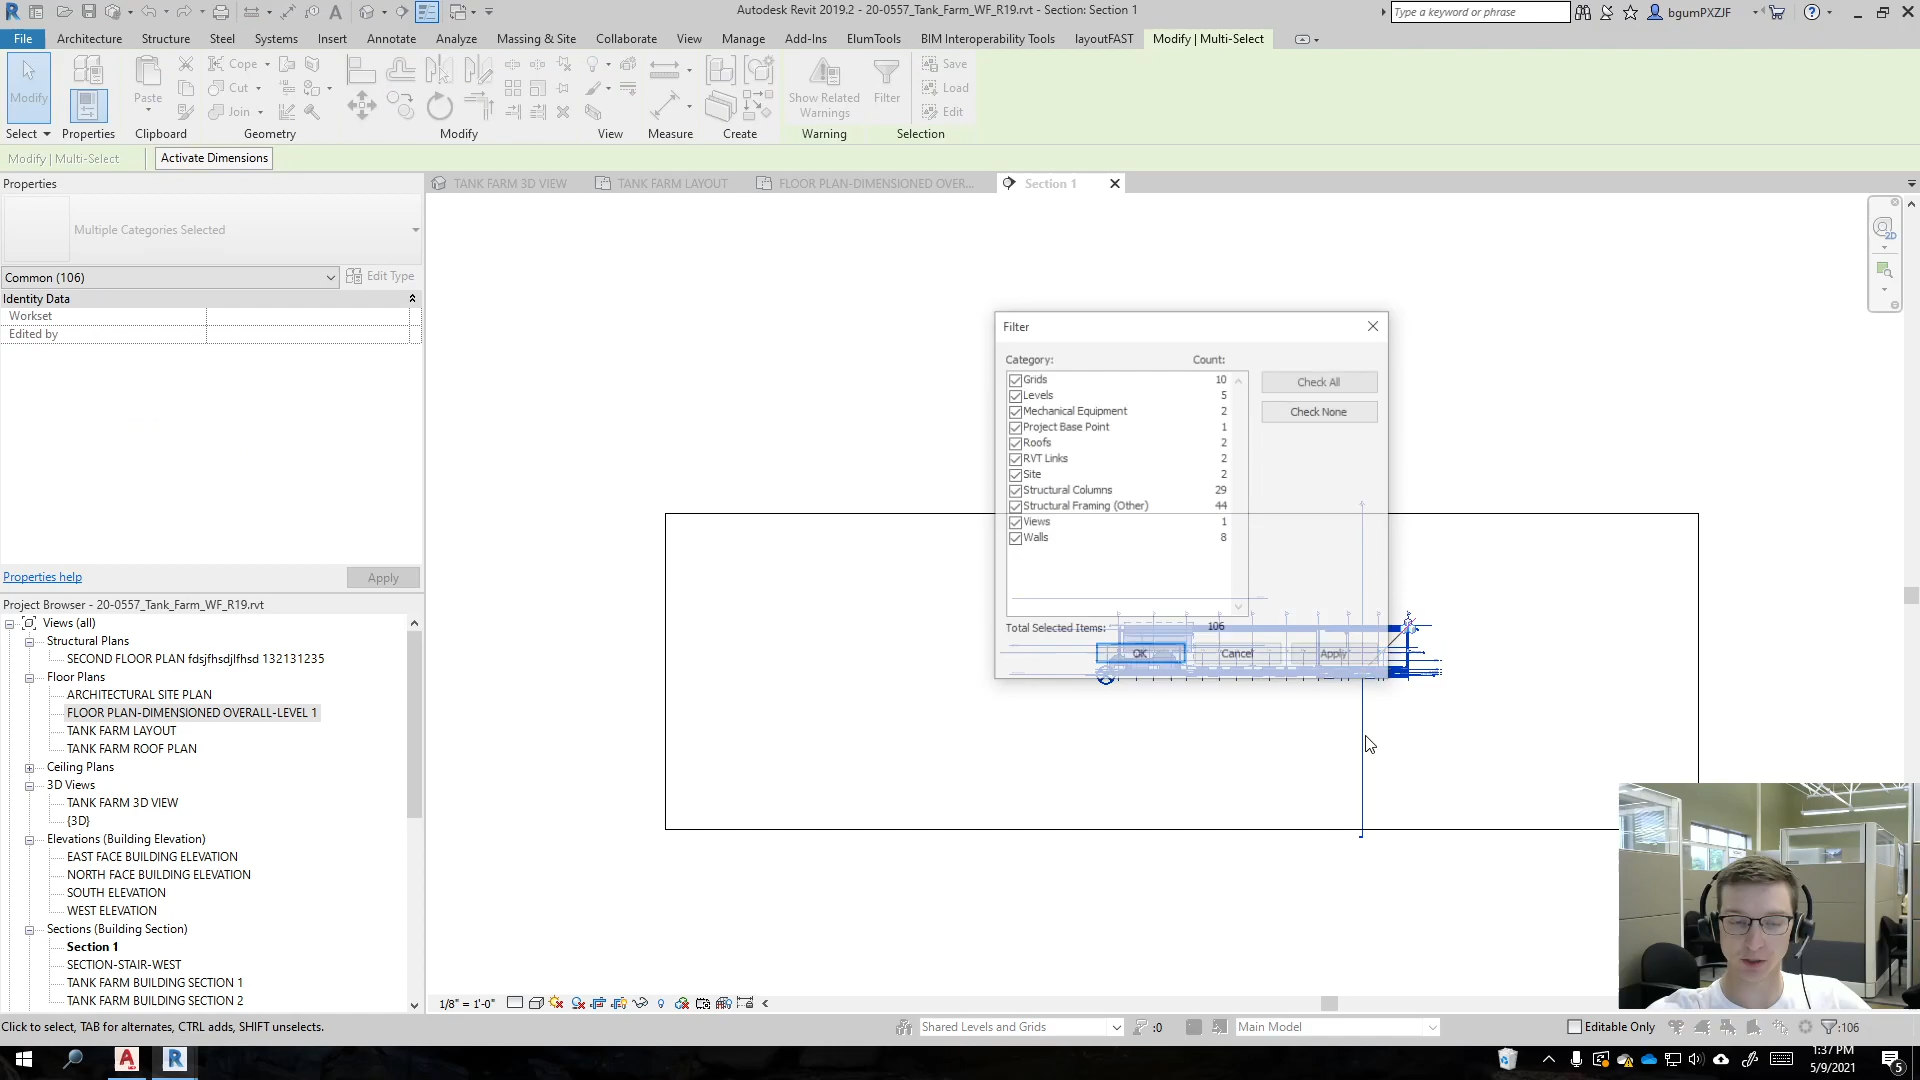 Autodesk Revit 2019.2 - 20-0557_Tank_Farm_WF_R19.rvt - Section: Section 1
Type a keyword or phrase
bgumPXZJF
File Architecture Structure Steel Systems Insert Annotate Analyze Massing & Site Collaborate View Manage Add-Ins ElumTools BIM Interoperability Tools layoutFAST Modify | Multi-Select
Cope
Cut
Join
Modify
Paste
Show Related
Warnings
Filter
Save
Load
Edit
Select Properties Clipboard Geometry Modify View Measure Create Warning Selection
Modify | Multi-Select Activate Dimensions
Properties
TANK FARM 3D VIEW TANK FARM LAYOUT FLOOR PLAN-DIMENSIONED OVER... Section 1
2D
Multiple Categories Selected
Common (106) Edit Type
Identity Data
Workset
Edited by
Properties help Apply
Filter
Category: Count:
Grids 10
Levels 5
Mechanical Equipment 2
Project Base Point 1
Roofs 2
RVT Links 2
Site 2
Structural Columns 29
Structural Framing (Other) 44
Views 1
Walls 8
Check All
Check None
Total Selected Items: 106
OK Cancel Apply
Project Browser - 20-0557_Tank_Farm_WF_R19.rvt
Views (all)
Structural Plans
SECOND FLOOR PLAN fdsjfhsdjlfhsd 132131235
Floor Plans
ARCHITECTURAL SITE PLAN
FLOOR PLAN-DIMENSIONED OVERALL-LEVEL 1
TANK FARM LAYOUT
TANK FARM ROOF PLAN
Ceiling Plans
3D Views
TANK FARM 3D VIEW
{3D}
Elevations (Building Elevation)
EAST FACE BUILDING ELEVATION
NORTH FACE BUILDING ELEVATION
SOUTH ELEVATION
WEST ELEVATION
Sections (Building Section)
Section 1
SECTION-STAIR-WEST
TANK FARM BUILDING SECTION 1
TANK FARM BUILDING SECTION 2
1/8" = 1'-0"
Click to select, TAB for alternates, CTRL adds, SHIFT unselects.
Shared Levels and Grids :0 Main Model Editable Only :106
1:37 PM
5/9/2021
5